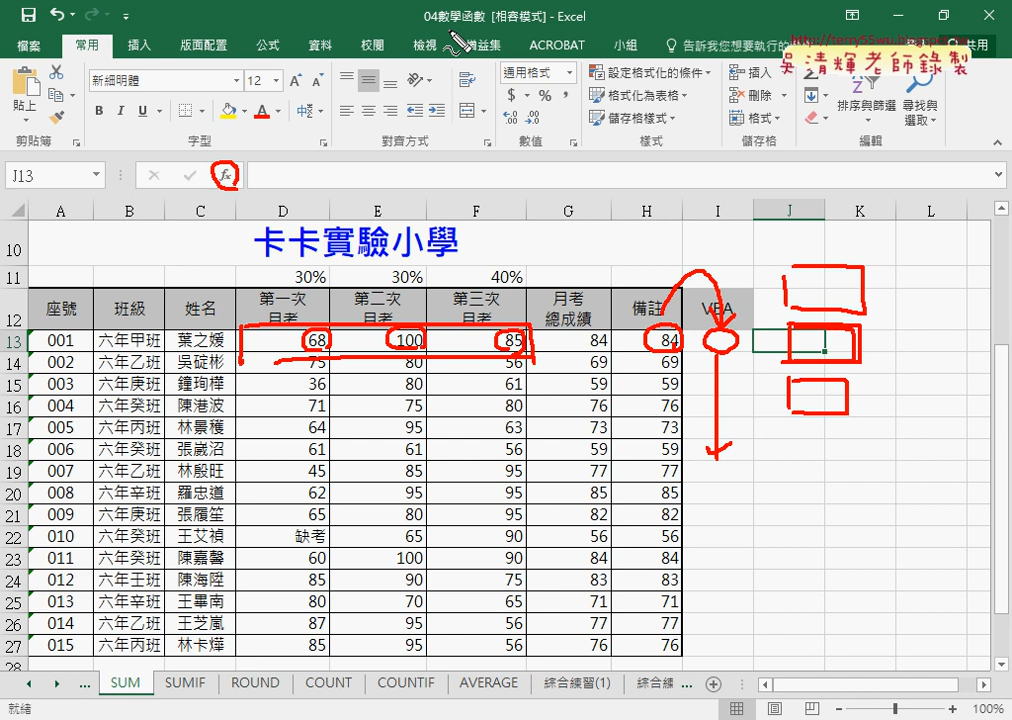 04數學函數 [相容模式] - Excel
檔案 常用 插入 版面配置 公式 資料 校閱 檢視 增益集 ACROBAT 小組 告訴我您想要執行的 共用
http://terry55wu.blogspot
吳清輝老師錄製
貼上 新細明體 12 通用格式 設定格式化的條件 插入
B I U $ % , 格式化為表格 刪除 排序與篩選 尋找與選取
儲存格樣式 格式
剪貼簿 字型 對齊方式 數值 樣式 儲存格 編輯
J13 fx
A B C D E F G H I J K L
10 卡卡實驗小學
11 30% 30% 40%
12 座號 班級 姓名 第一次月考 第二次月考 第三次月考 月考總成績 備註 VBA
13 001 六年甲班 葉之媛 68 100 85 84 84
14 002 六年乙班 吳碇彬 75 80 56 69 69
15 003 六年庚班 鐘珣樺 36 80 61 59 59
16 004 六年癸班 陳港波 71 75 80 76 76
17 005 六年丙班 林景穫 64 95 63 73 73
18 006 六年癸班 張崴沼 61 61 56 59 59
19 007 六年乙班 林殷旺 45 85 95 77 77
20 008 六年辛班 羅忠道 62 95 95 85 85
21 009 六年庚班 張履笙 65 80 95 82 82
22 010 六年癸班 王艾禎 缺考 65 90 56 56
23 011 六年癸班 陳嘉馨 60 100 90 84 84
24 012 六年壬班 陳海陞 85 90 75 83 83
25 013 六年辛班 王畢南 80 70 65 71 71
26 014 六年乙班 王芝嵐 87 95 56 77 77
27 015 六年丙班 林卡燁 85 95 56 76 76
28
... SUM SUMIF ROUND COUNT COUNTIF AVERAGE 綜合練習(1) 綜合練 ...
就緒 100%